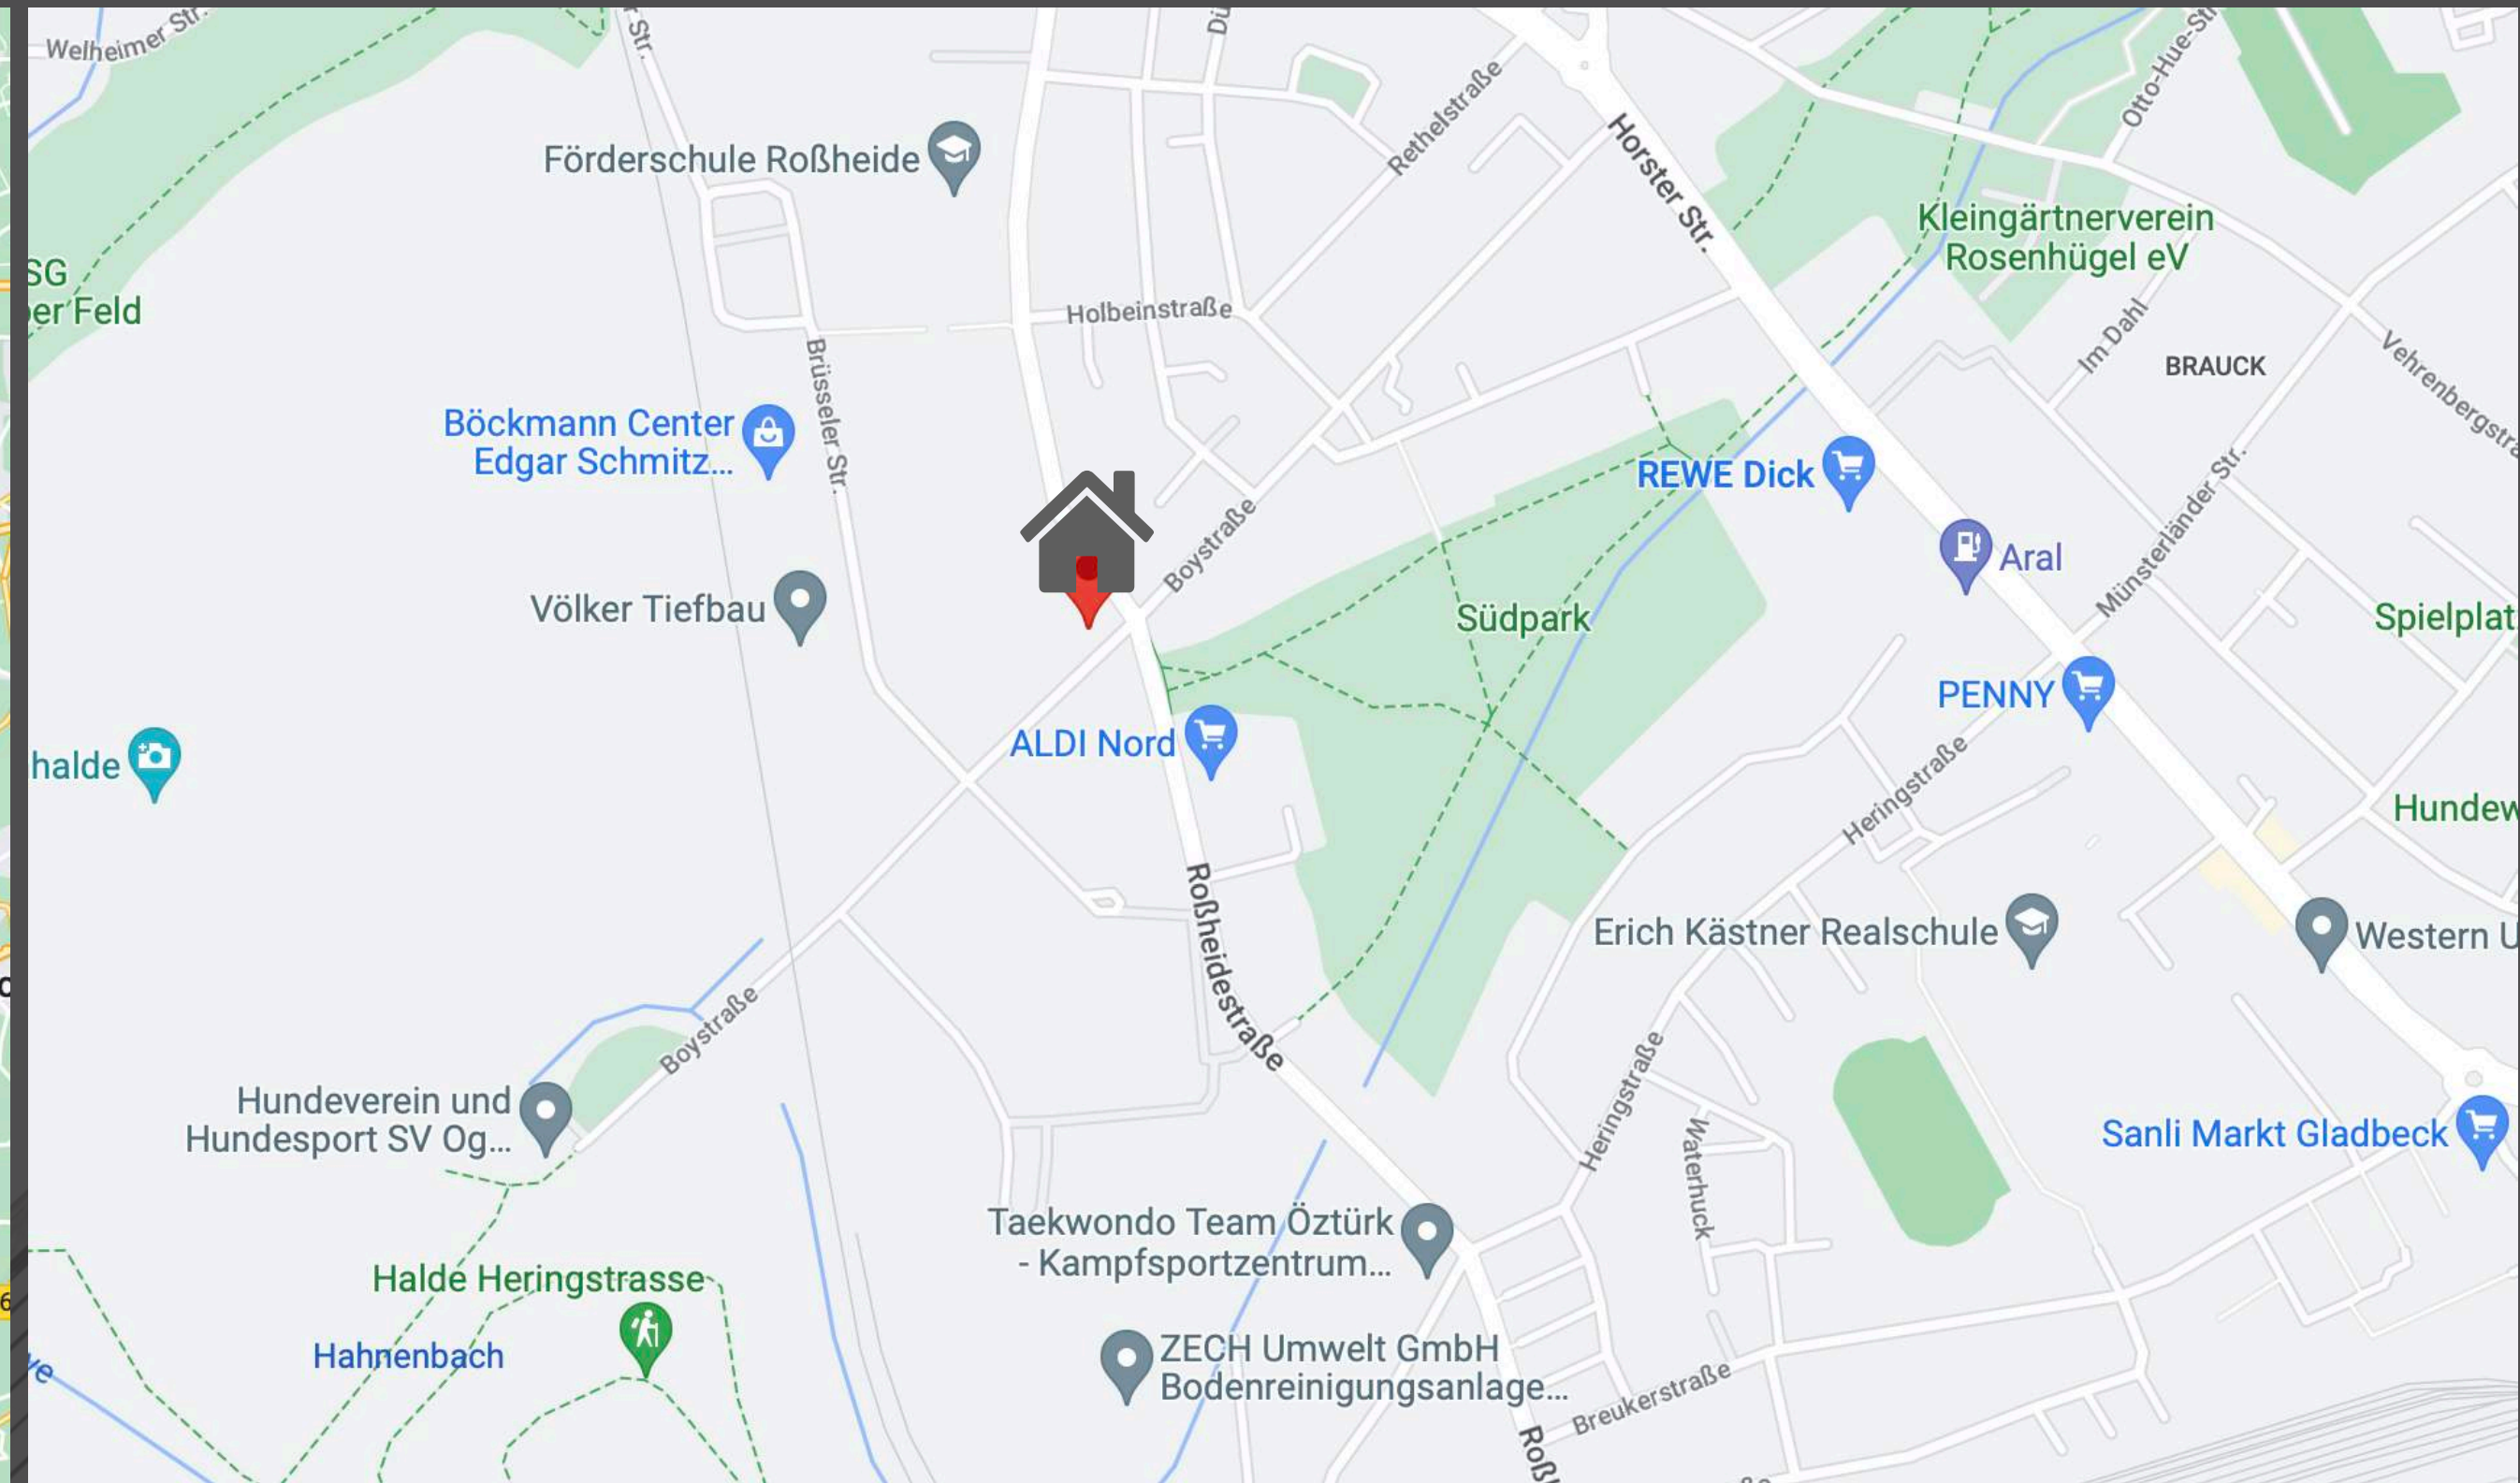 Welheimer Str.
r Str.
Otto-Hue-Str
Rethelstraße
Horster Str.
Förderschule Roßheide
Kleingärtnerverein
Rosenhügel eV
SG
er Feld
Holbeinstraße
Im Dahl
BRAUCK
Vehrenbergstra
Brüsseler Str.
Böckmann Center
Edgar Schmitz...
REWE Dick
Münsterländer Str.
Boystraße
Aral
Völker Tiefbau
Südpark
Spielplat
PENNY
ALDI Nord
halde
Heringstraße
Hundew
Roßheidestraße
Erich Kästner Realschule
Western U
Boystraße
Hundeverein und
Hundesport SV Og...
Heringstraße
Waterhuck
Sanli Markt Gladbeck
Taekwondo Team Öztürk
- Kampfsportzentrum...
Halde Heringstrasse
Hahnenbach
ZECH Umwelt GmbH
Bodenreinigungsanlage...
Breukerstraße
Roß